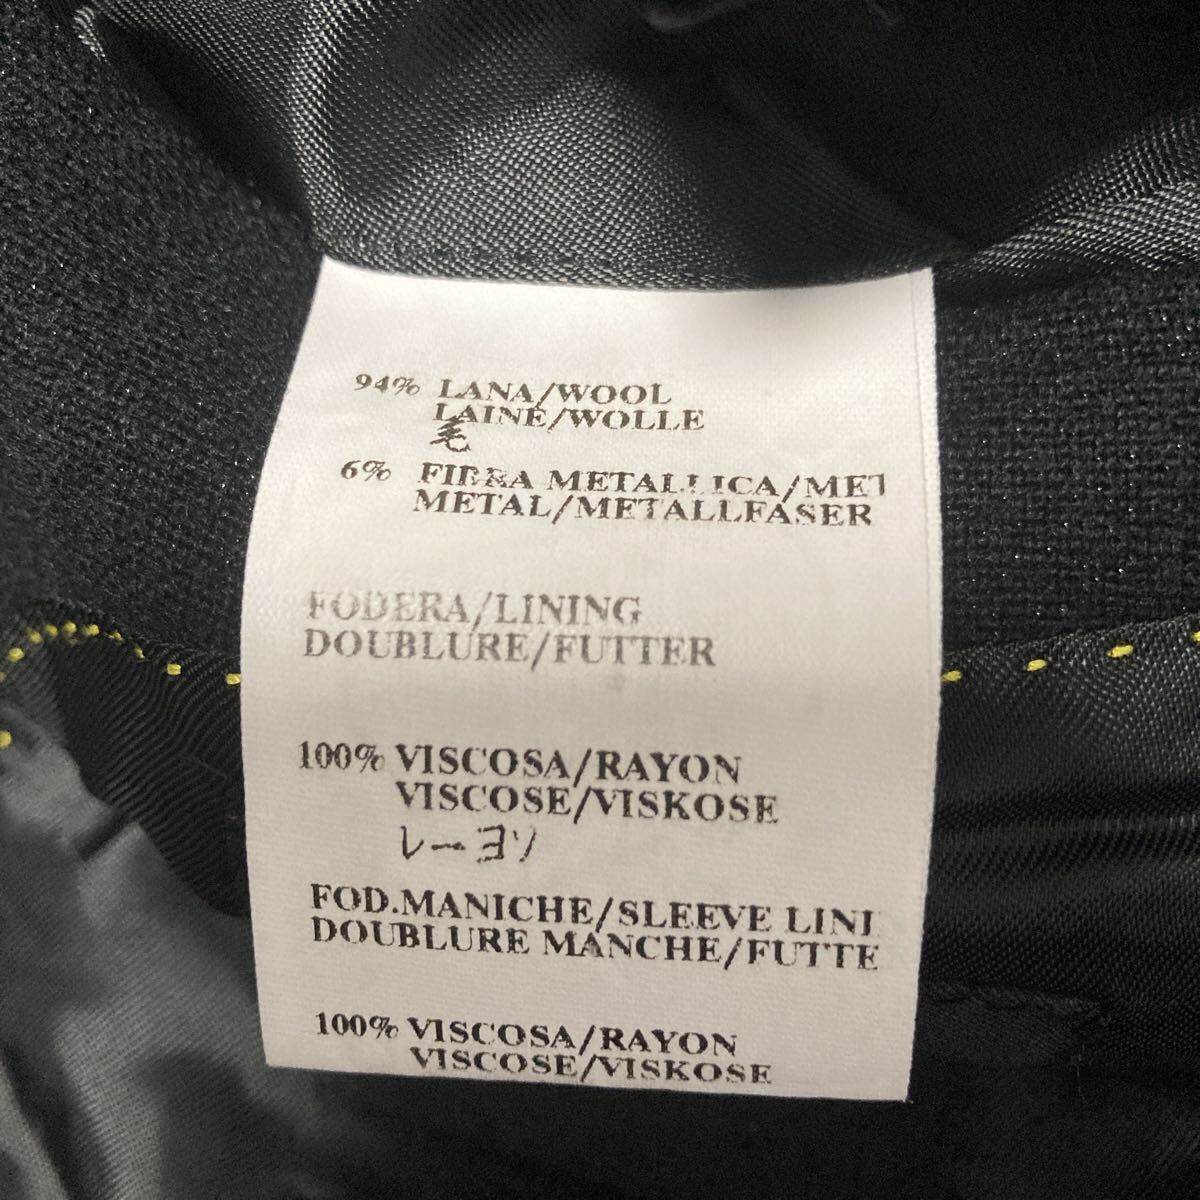 94% LANA/WOOL
LAINE/WOLLE
毛
6% FIBRA METALLICA/MET
METAL/METALLFASER
FODERA/LINING
DOUBLURE/FUTTER
100% VISCOSA/RAYON
VISCOSE/VISKOSE
レーヨン
FOD.MANICHE/SLEEVE LINI
DOUBLURE MANCHE/FUTTE
100% VISCOSA/RAYON
VISCOSE/VISKOSE